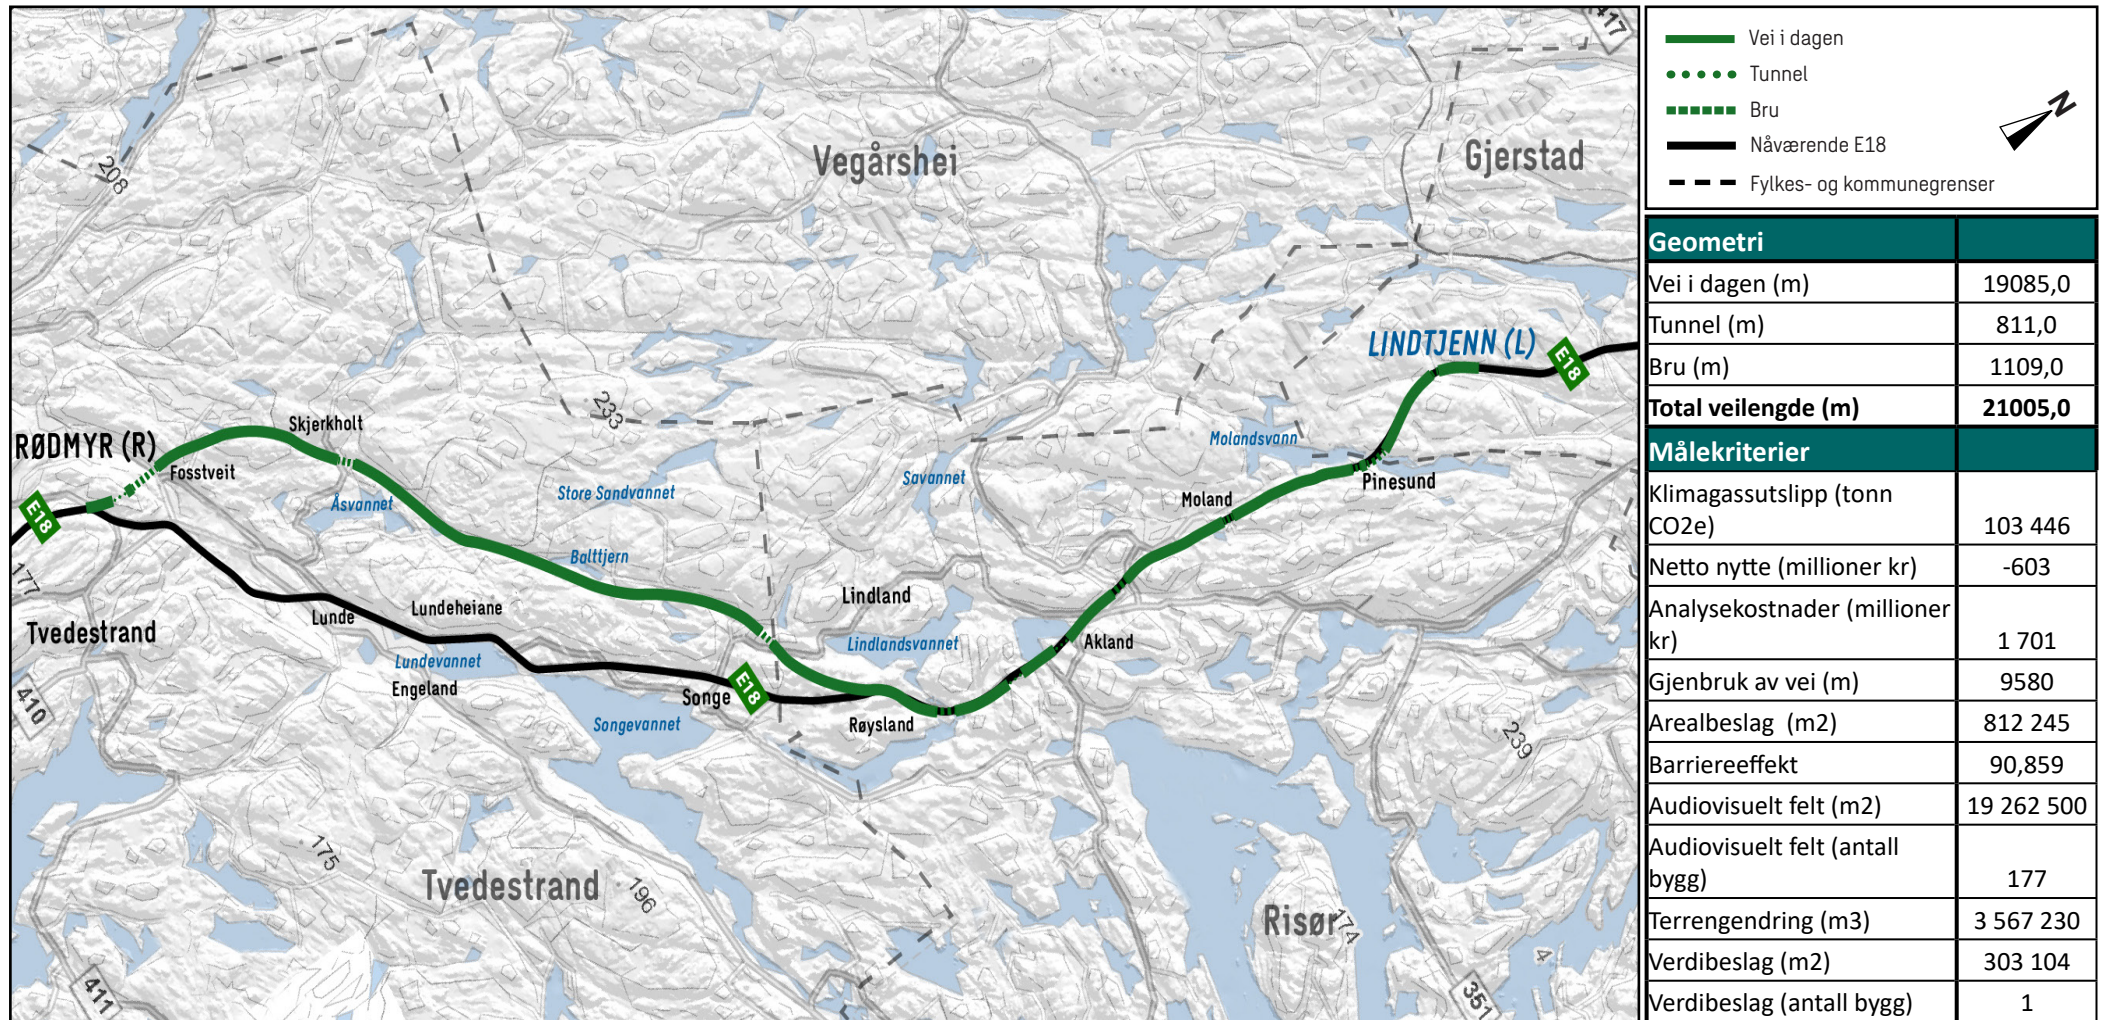 417
208
Vegårshei
Gjerstad
LINDTJENN (L)
E18
233
Skjerkholt
RØDMYR (R)
Fosstveit
Molandsvann
Savannet
Pinesund
Store Sandvannet
Moland
Åsvannet
E18
Balttjern
177
Lindland
Lundeheiane
Lunde
Tvedestrand
Lindlandsvannet
Akland
Lundevannet
Engeland
Songe
E18
410
Songevannet
Røysland
239
175
Tvedestrand
196
Risør
174
4
411
351
Vei i dagen
Tunnel
Bru
Nåværende E18
Fylkes- og kommunegrenser
N
Geometri
Vei i dagen (m) 19085,0
Tunnel (m) 811,0
Bru (m) 1109,0
Total veilengde (m) 21005,0
Målekriterier
Klimagassutslipp (tonn
CO2e) 103 446
Netto nytte (millioner kr) -603
Analysekostnader (millioner
kr) 1 701
Gjenbruk av vei (m) 9580
Arealbeslag (m2) 812 245
Barriereeffekt 90,859
Audiovisuelt felt (m2) 19 262 500
Audiovisuelt felt (antall
bygg) 177
Terrengendring (m3) 3 567 230
Verdibeslag (m2) 303 104
Verdibeslag (antall bygg) 1